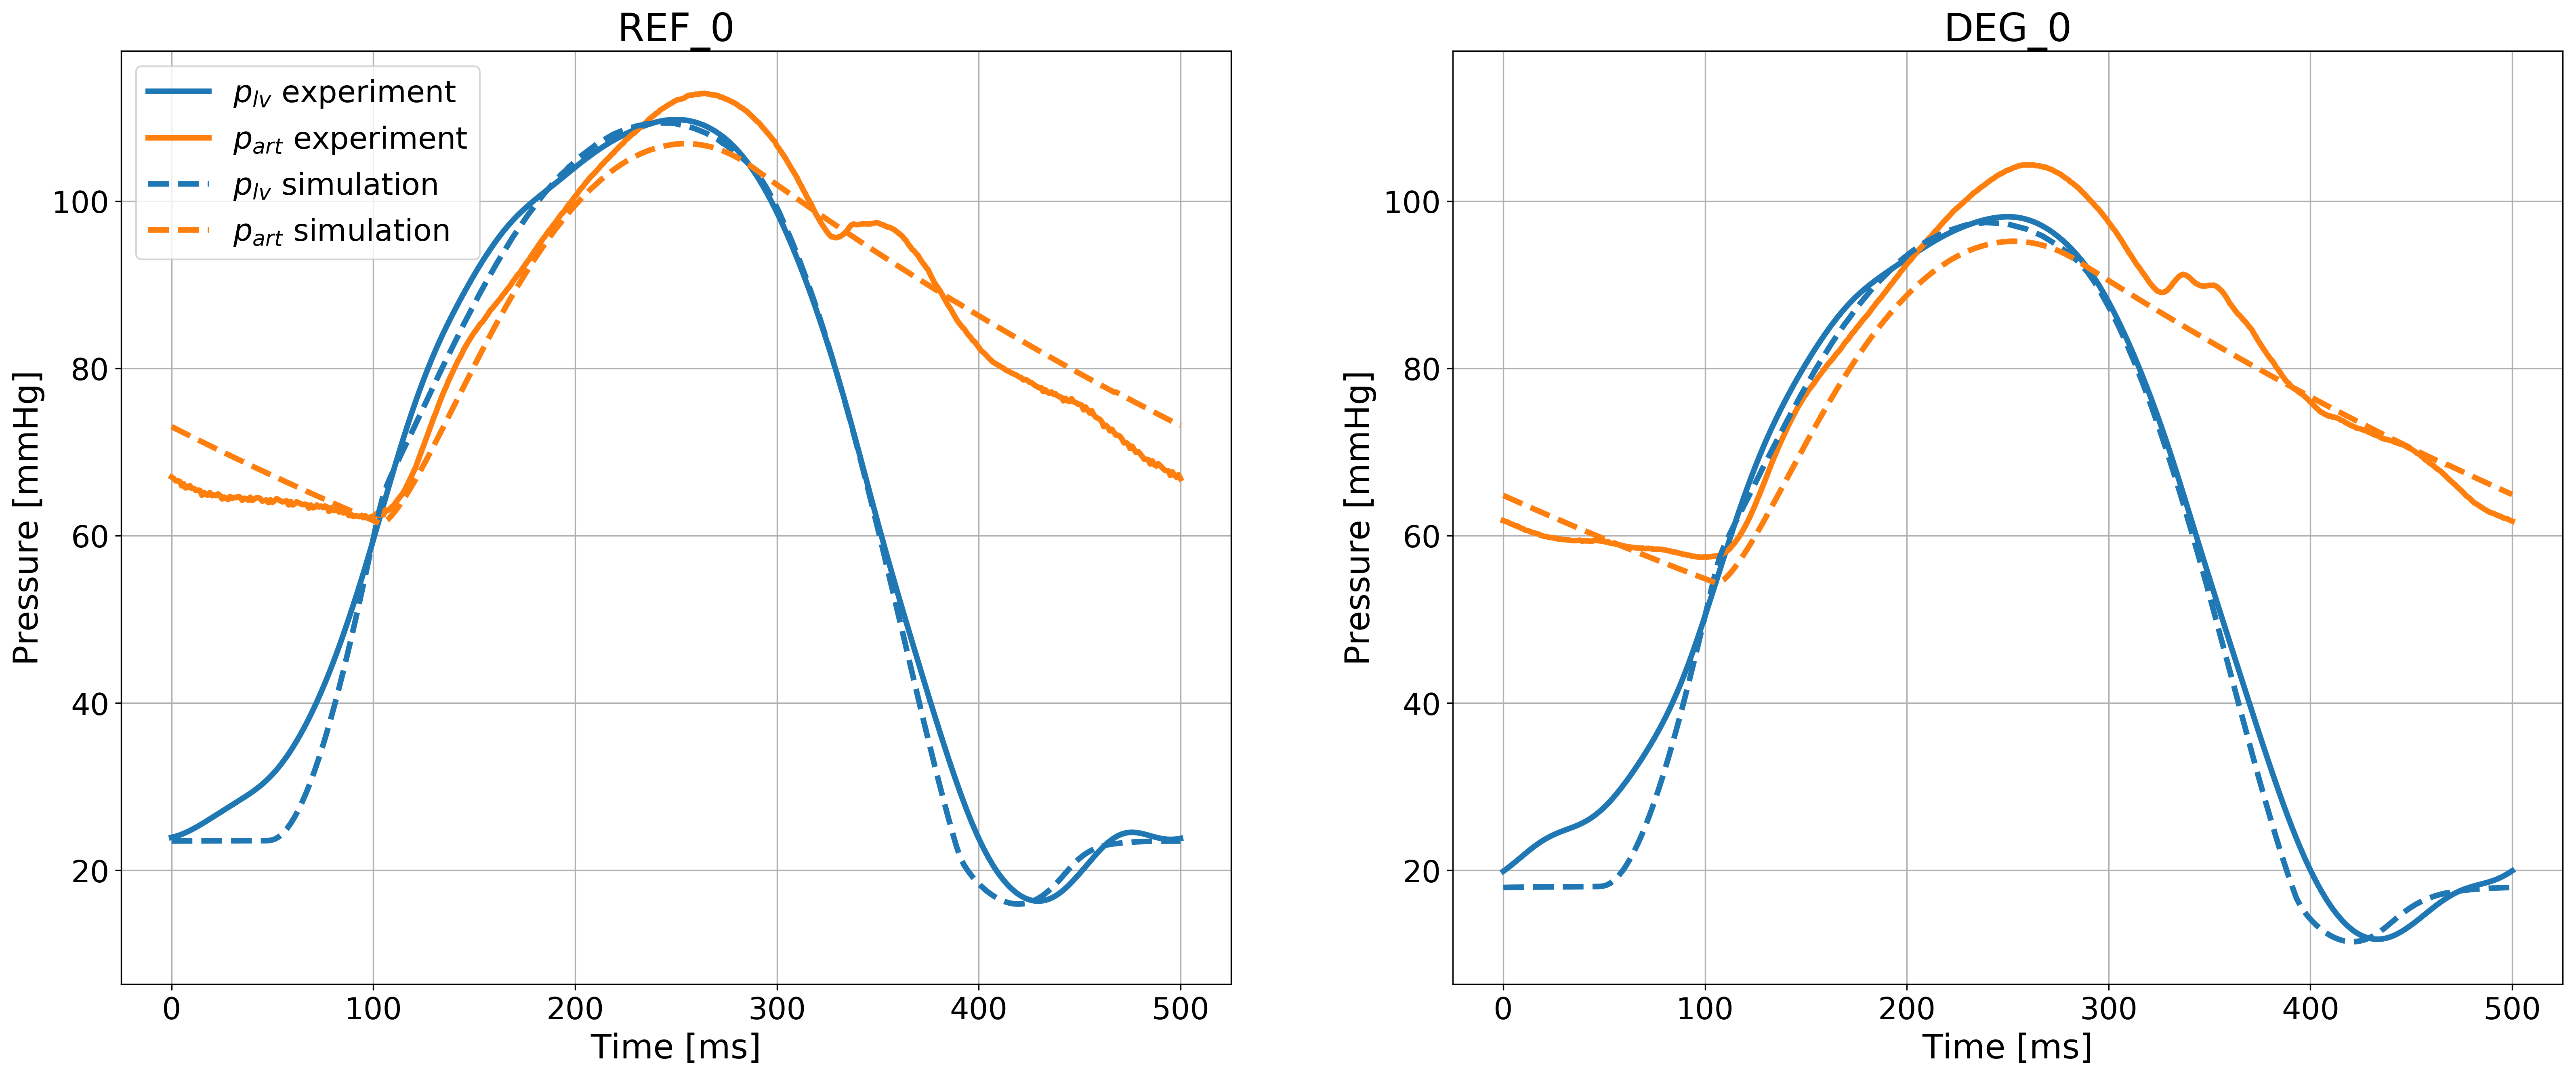 REF_0
p_lv experiment
p_art experiment
p_lv simulation
p_art simulation
Pressure [mmHg]
100
80
60
40
20
0 100 200 300 400 500
Time [ms]
DEG_0
Pressure [mmHg]
100
80
60
40
20
0 100 200 300 400 500
Time [ms]